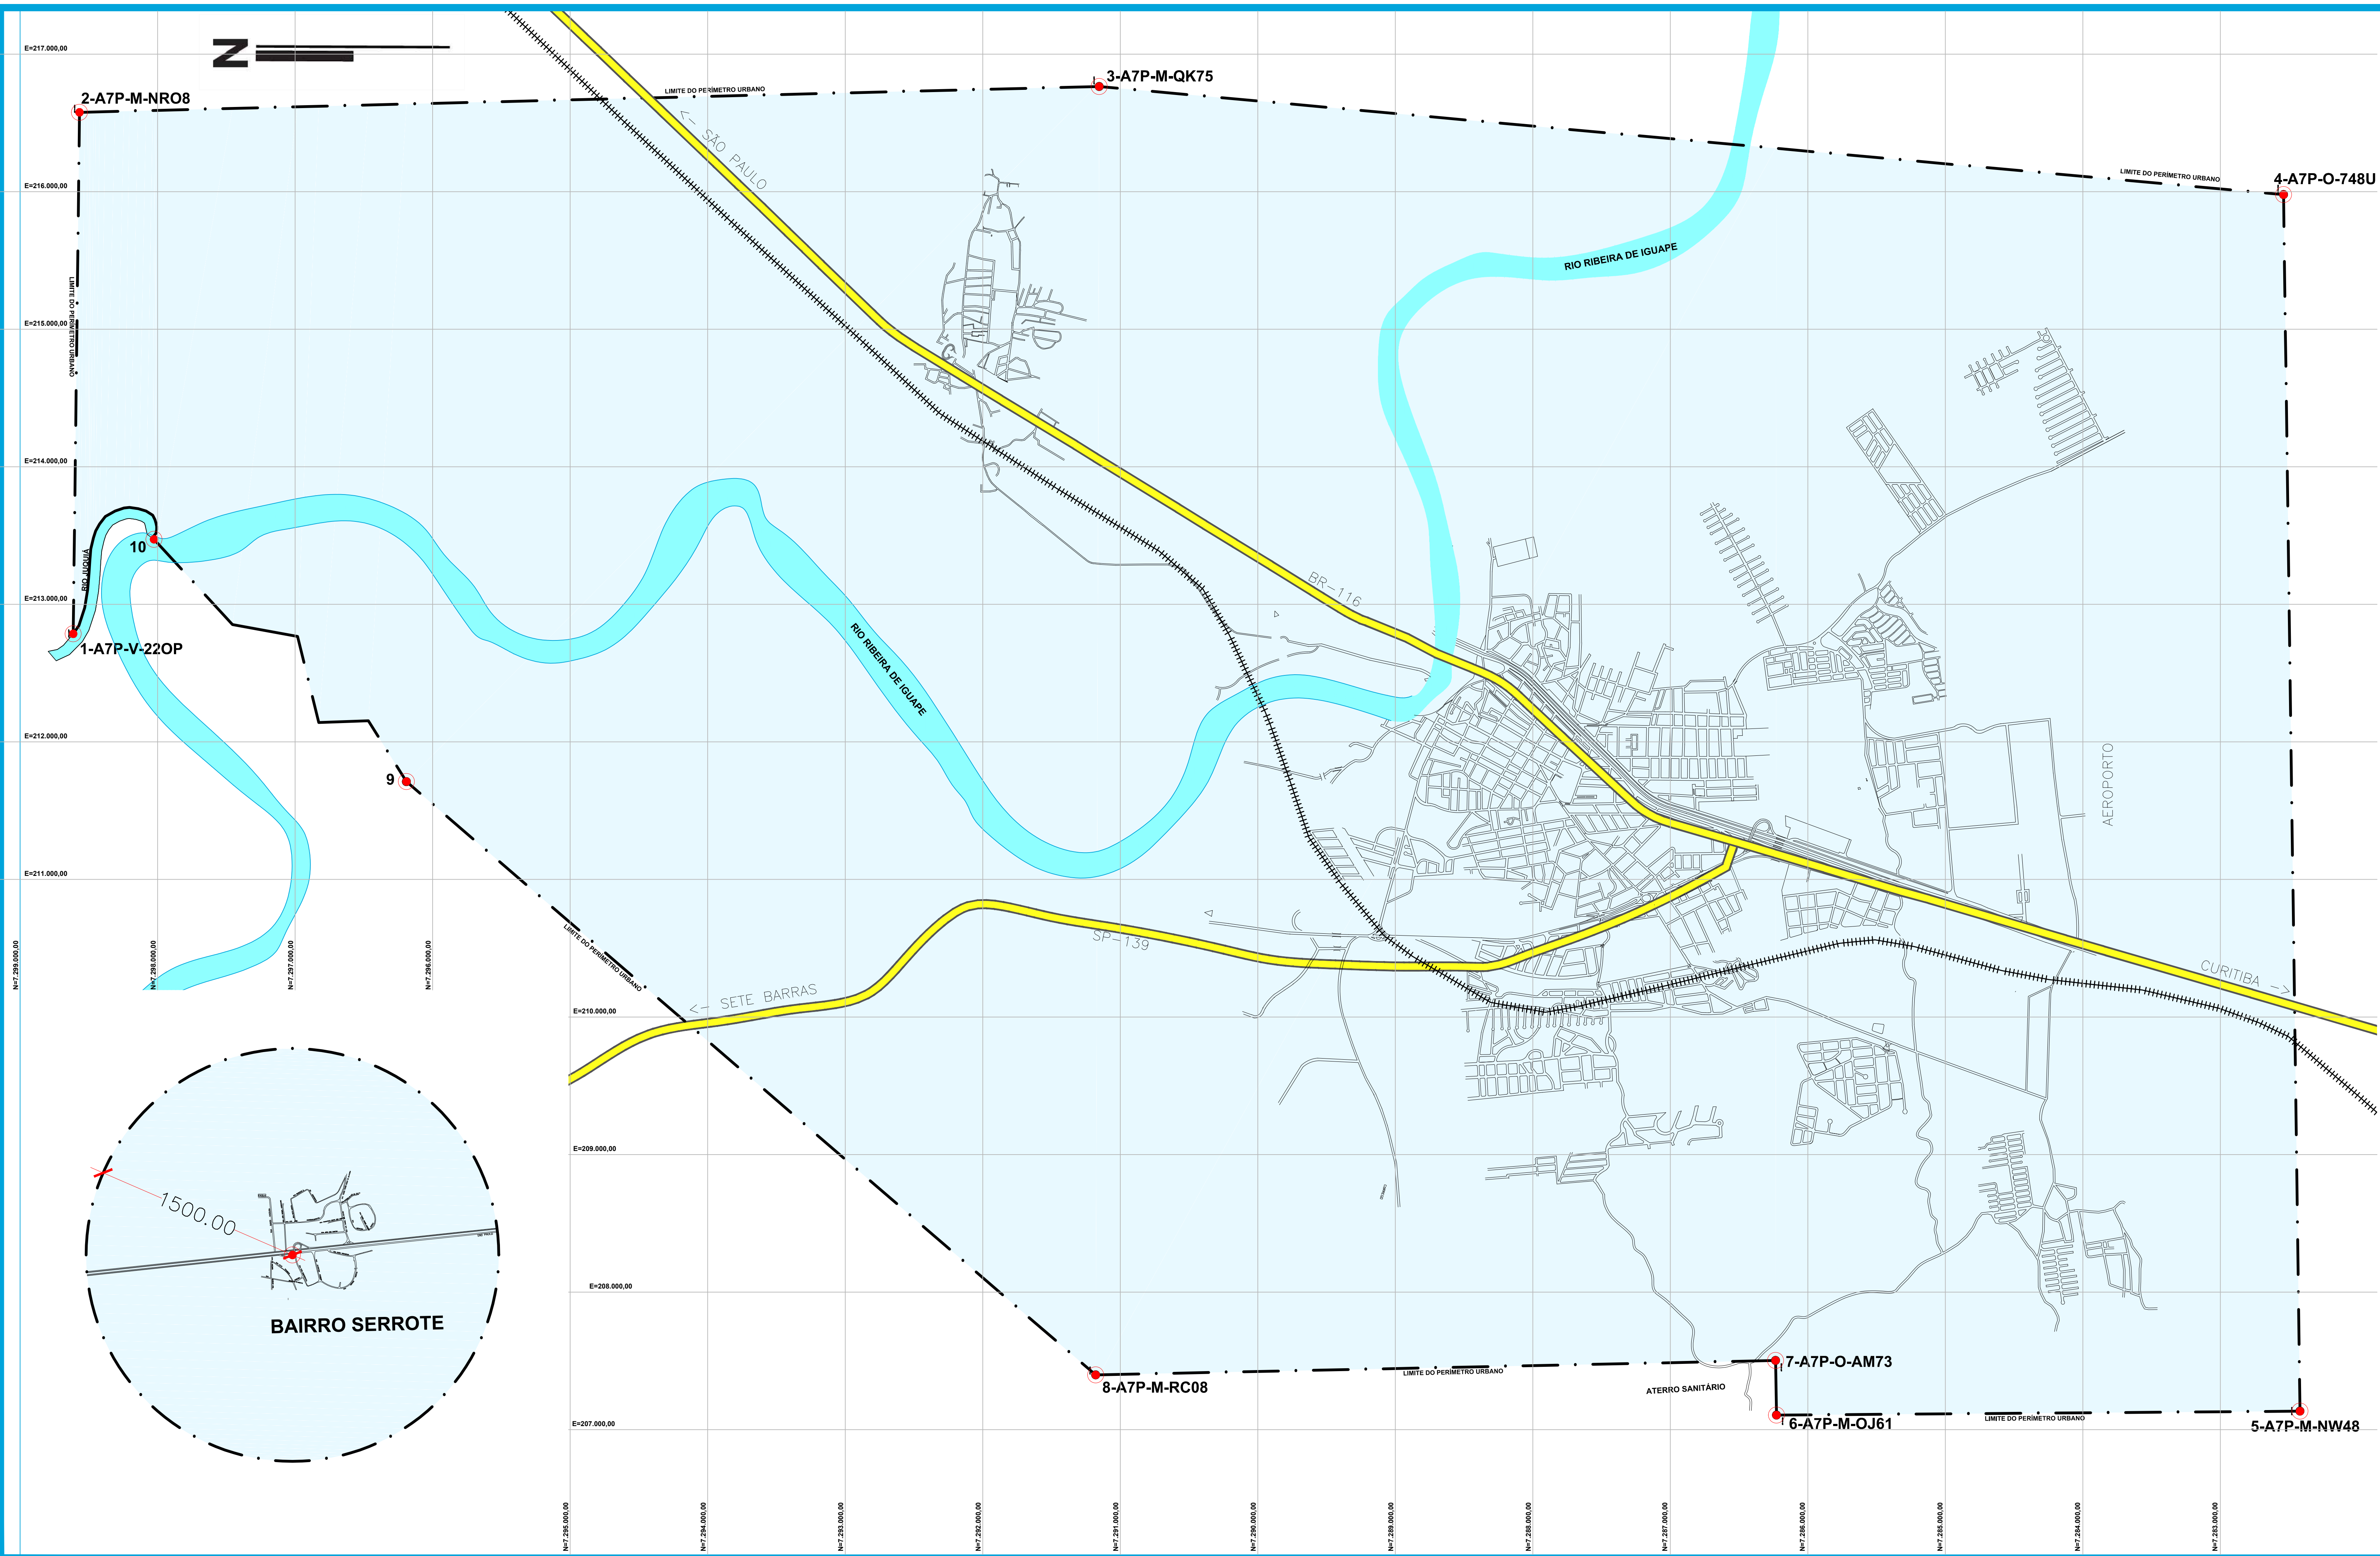 E=217.000,00
N
2-A7P-M-NRO8
LIMITE DO PERÍMETRO URBANO
3-A7P-M-QK75
<- SÃO PAULO
LIMITE DO PERÍMETRO URBANO
4-A7P-O-748U
E=216.000,00
RIO RIBEIRA DE IGUAPE
LIMITE DO PERÍMETRO URBANO
E=215.000,00
E=214.000,00
10
RIO JUQUIÁ
E=213.000,00
1-A7P-V-22OP
BR-116
RIO RIBEIRA DE IGUAPE
E=212.000,00
9
AEROPORTO
E=211.000,00
N=7.299.000,00
N=7.298.000,00
N=7.297.000,00
N=7.296.000,00
LIMITE DO PERÍMETRO URBANO
SP-139
<- SETE BARRAS
CURITIBA ->
E=210.000,00
E=209.000,00
1500.00
BAIRRO SERROTE
E=208.000,00
8-A7P-M-RC08
LIMITE DO PERÍMETRO URBANO
7-A7P-O-AM73
ATERRO SANITÁRIO
E=207.000,00
6-A7P-M-OJ61
LIMITE DO PERÍMETRO URBANO
5-A7P-M-NW48
N=7.295.000,00
N=7.294.000,00
N=7.293.000,00
N=7.292.000,00
N=7.291.000,00
N=7.290.000,00
N=7.289.000,00
N=7.288.000,00
N=7.287.000,00
N=7.286.000,00
N=7.285.000,00
N=7.284.000,00
N=7.283.000,00